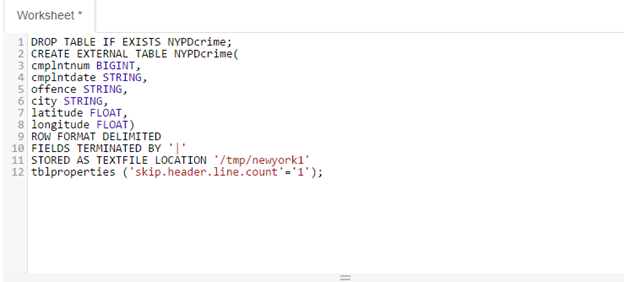 Worksheet *
1 DROP TABLE IF EXISTS NYPDcrime;
2 CREATE EXTERNAL TABLE NYPDcrime(
3 cmplntnum BIGINT,
4 cmplntdate STRING,
5 offence STRING,
6 city STRING,
7 latitude FLOAT,
8 longitude FLOAT)
9 ROW FORMAT DELIMITED
10 FIELDS TERMINATED BY '|'
11 STORED AS TEXTFILE LOCATION '/tmp/newyork1'
12 tblproperties ('skip.header.line.count'='1');